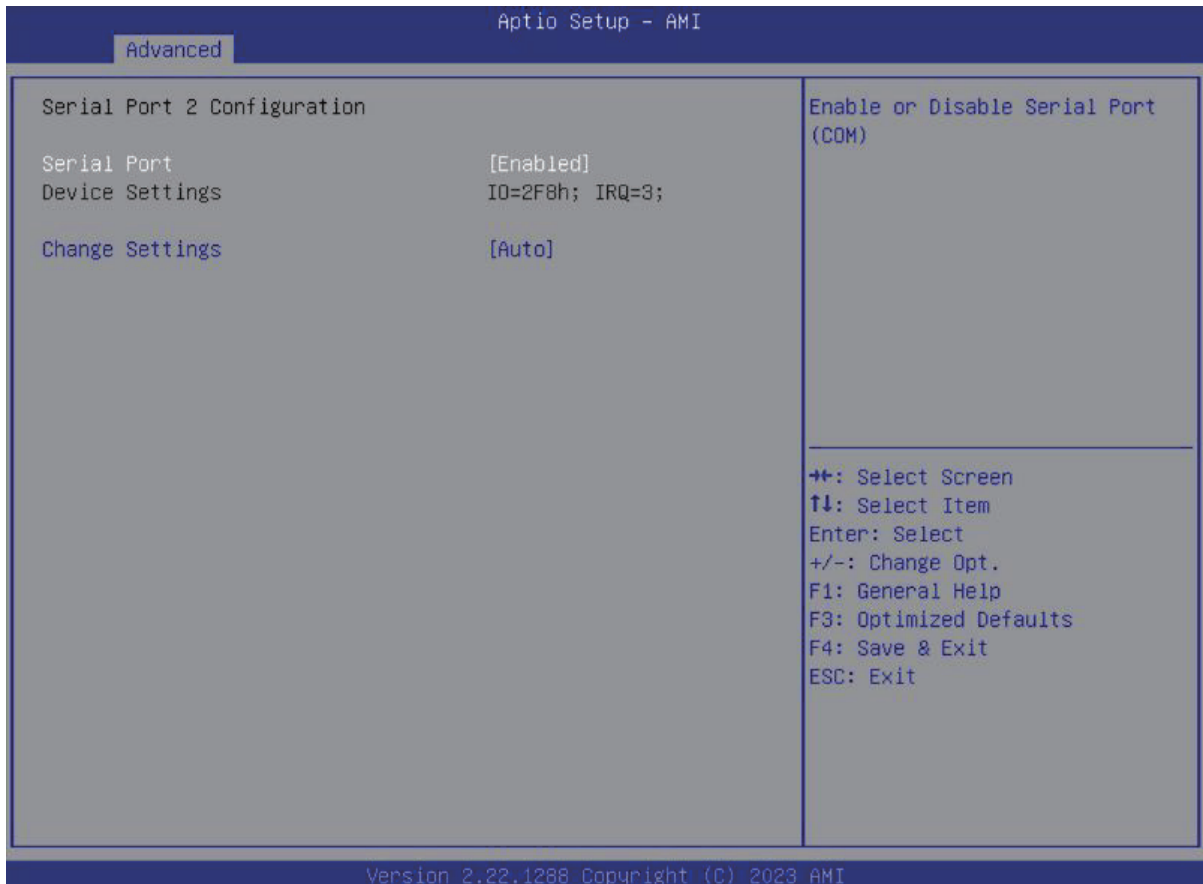 Aptio Setup – AMI
Advanced
Serial Port 2 Configuration
Serial Port [Enabled]
Device Settings IO=2F8h; IRQ=3;
Change Settings [Auto]
Enable or Disable Serial Port
(COM)
→←: Select Screen
↑↓: Select Item
Enter: Select
+/-: Change Opt.
F1: General Help
F3: Optimized Defaults
F4: Save & Exit
ESC: Exit
Version 2.22.1288 Copyright (C) 2023 AMI